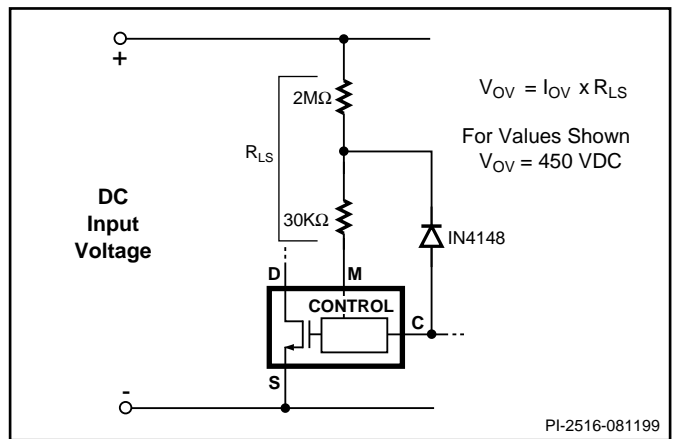 +
2MΩ
V_OV = I_OV x R_LS
For Values Shown
V_OV = 450 VDC
R_LS
DC
Input
Voltage
30KΩ
IN4148
D
M
CONTROL
C
S
-
PI-2516-081199